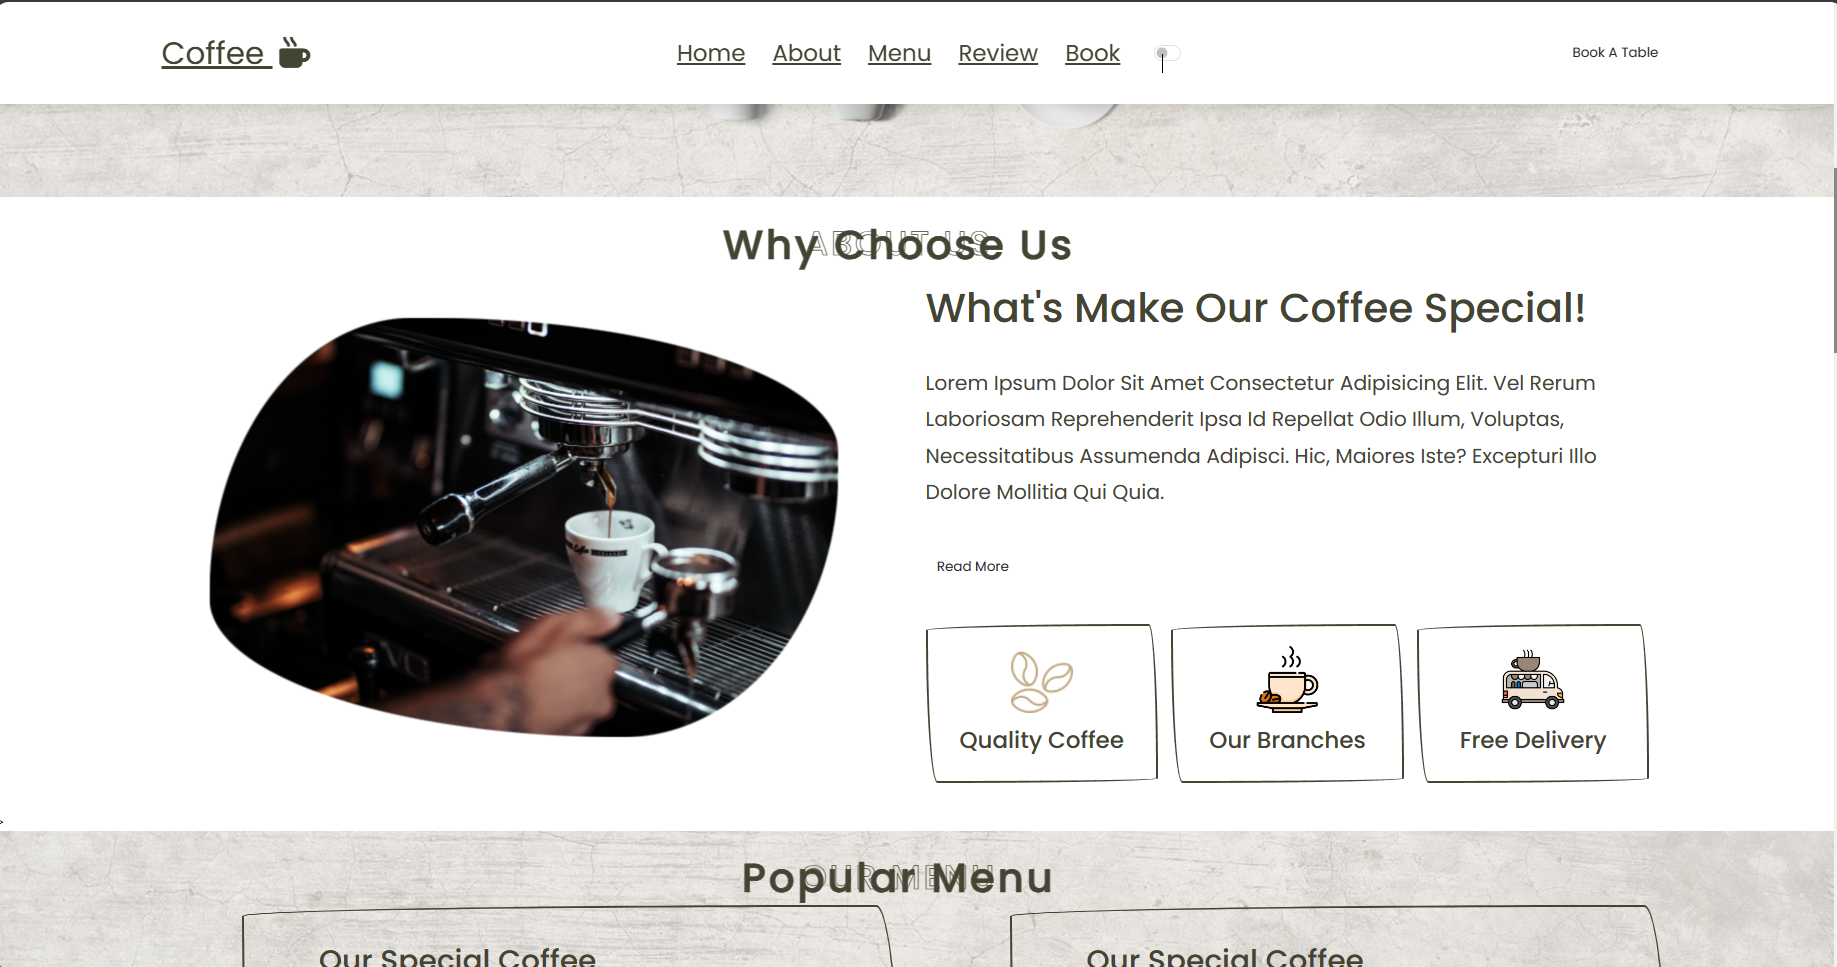 Coffee
Home About Menu Review Book
Book A Table
ABOUT US
Why Choose Us
What's Make Our Coffee Special!
Lorem Ipsum Dolor Sit Amet Consectetur Adipisicing Elit. Vel Rerum
Laboriosam Reprehenderit Ipsa Id Repellat Odio Illum, Voluptas,
Necessitatibus Assumenda Adipisci. Hic, Maiores Iste? Excepturi Illo
Dolore Mollitia Qui Quia.
Read More
Quality Coffee
Our Branches
Free Delivery
>
OUR MENU
Popular Menu
Our Special Coffee
Our Special Coffee